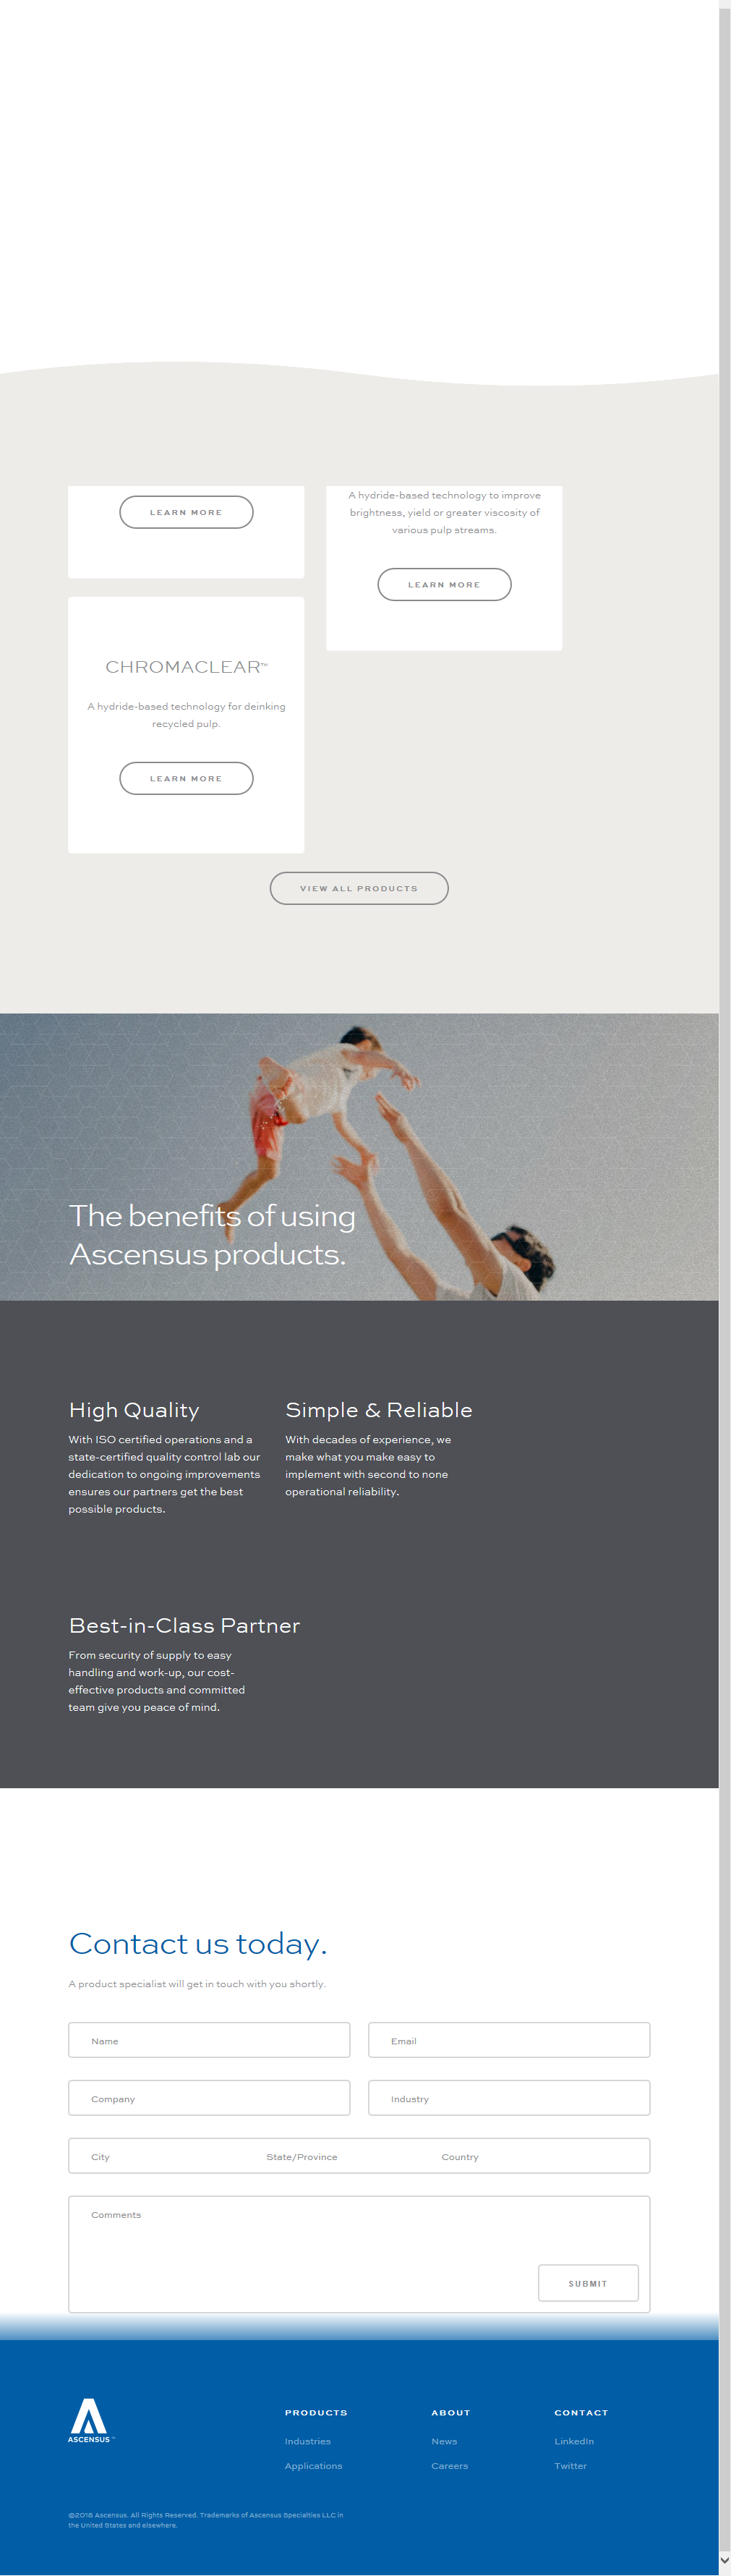 LEARN MORE
A hydride-based technology to improve
brightness, yield or greater viscosity of
various pulp streams.
LEARN MORE
CHROMACLEAR™
A hydride-based technology for deinking
recycled pulp.
LEARN MORE
VIEW ALL PRODUCTS
The benefits of using
Ascensus products.
High Quality
With ISO certified operations and a
state-certified quality control lab our
dedication to ongoing improvements
ensures our partners get the best
possible products.
Simple & Reliable
With decades of experience, we
make what you make easy to
implement with second to none
operational reliability.
Best-in-Class Partner
From security of supply to easy
handling and work-up, our cost-
effective products and committed
team give you peace of mind.
Contact us today.
A product specialist will get in touch with you shortly.
Name
Email
Company
Industry
City
State/Province
Country
Comments
SUBMIT
ASCENSUS™
PRODUCTS
Industries
Applications
ABOUT
News
Careers
CONTACT
LinkedIn
Twitter
©2018 Ascensus. All Rights Reserved. Trademarks of Ascensus Specialties LLC in
the United States and elsewhere.